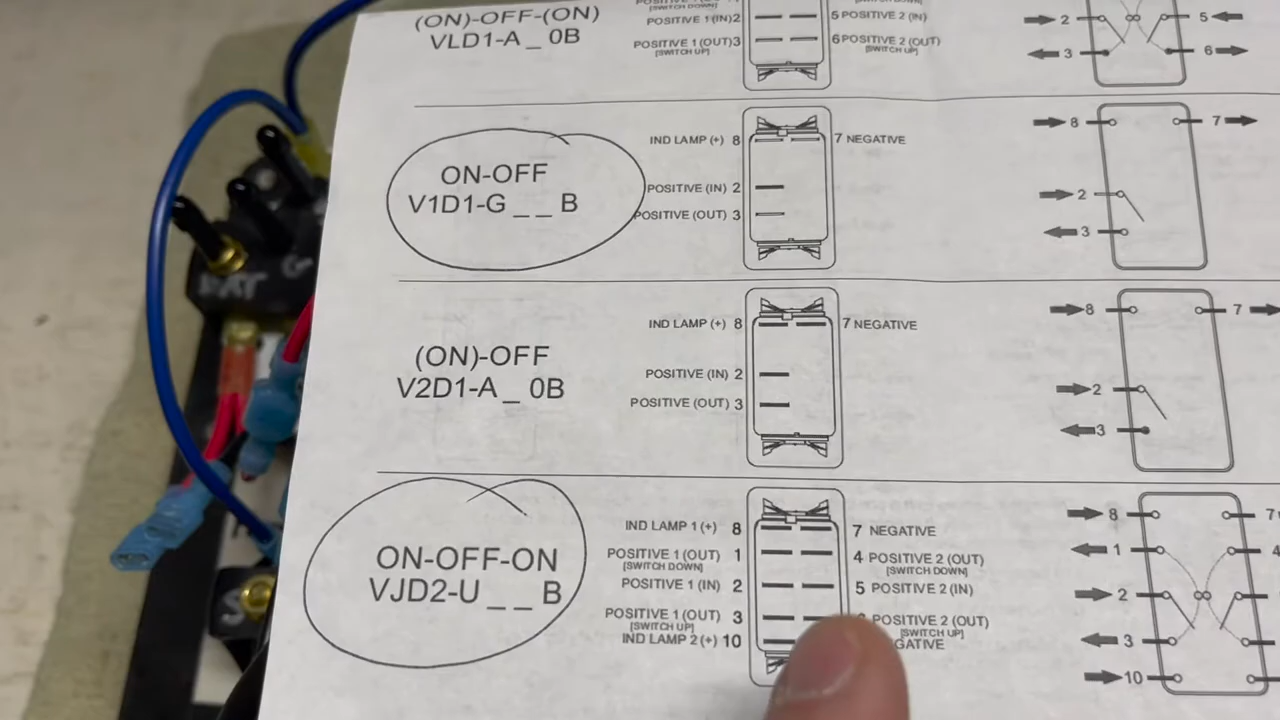 (ON)-OFF-(ON)
VLD1-A _ 0B
[SWITCH DOWN]
POSITIVE 1(IN) 2
POSITIVE 1(OUT) 3
[SWITCH UP]
5 POSITIVE 2 (IN)
6 POSITIVE 2 (OUT)
[SWITCH UP]
2
3
5
6
ON-OFF
V1D1-G _ _ B
IND LAMP (+) 8
POSITIVE (IN) 2
POSITIVE (OUT) 3
7 NEGATIVE
8
2
3
7
(ON)-OFF
V2D1-A _ 0B
IND LAMP (+) 8
POSITIVE (IN) 2
POSITIVE (OUT) 3
7 NEGATIVE
8
2
3
7
ON-OFF-ON
VJD2-U _ _ B
IND LAMP 1 (+) 8
POSITIVE 1 (OUT) 1
[SWITCH DOWN]
POSITIVE 1 (IN) 2
POSITIVE 1 (OUT) 3
[SWITCH UP]
IND LAMP 2 (+) 10
7 NEGATIVE
4 POSITIVE 2 (OUT)
[SWITCH DOWN]
5 POSITIVE 2 (IN)
POSITIVE 2 (OUT)
[SWITCH UP]
GATIVE
8
1
2
3
10
7
4
BAT
S